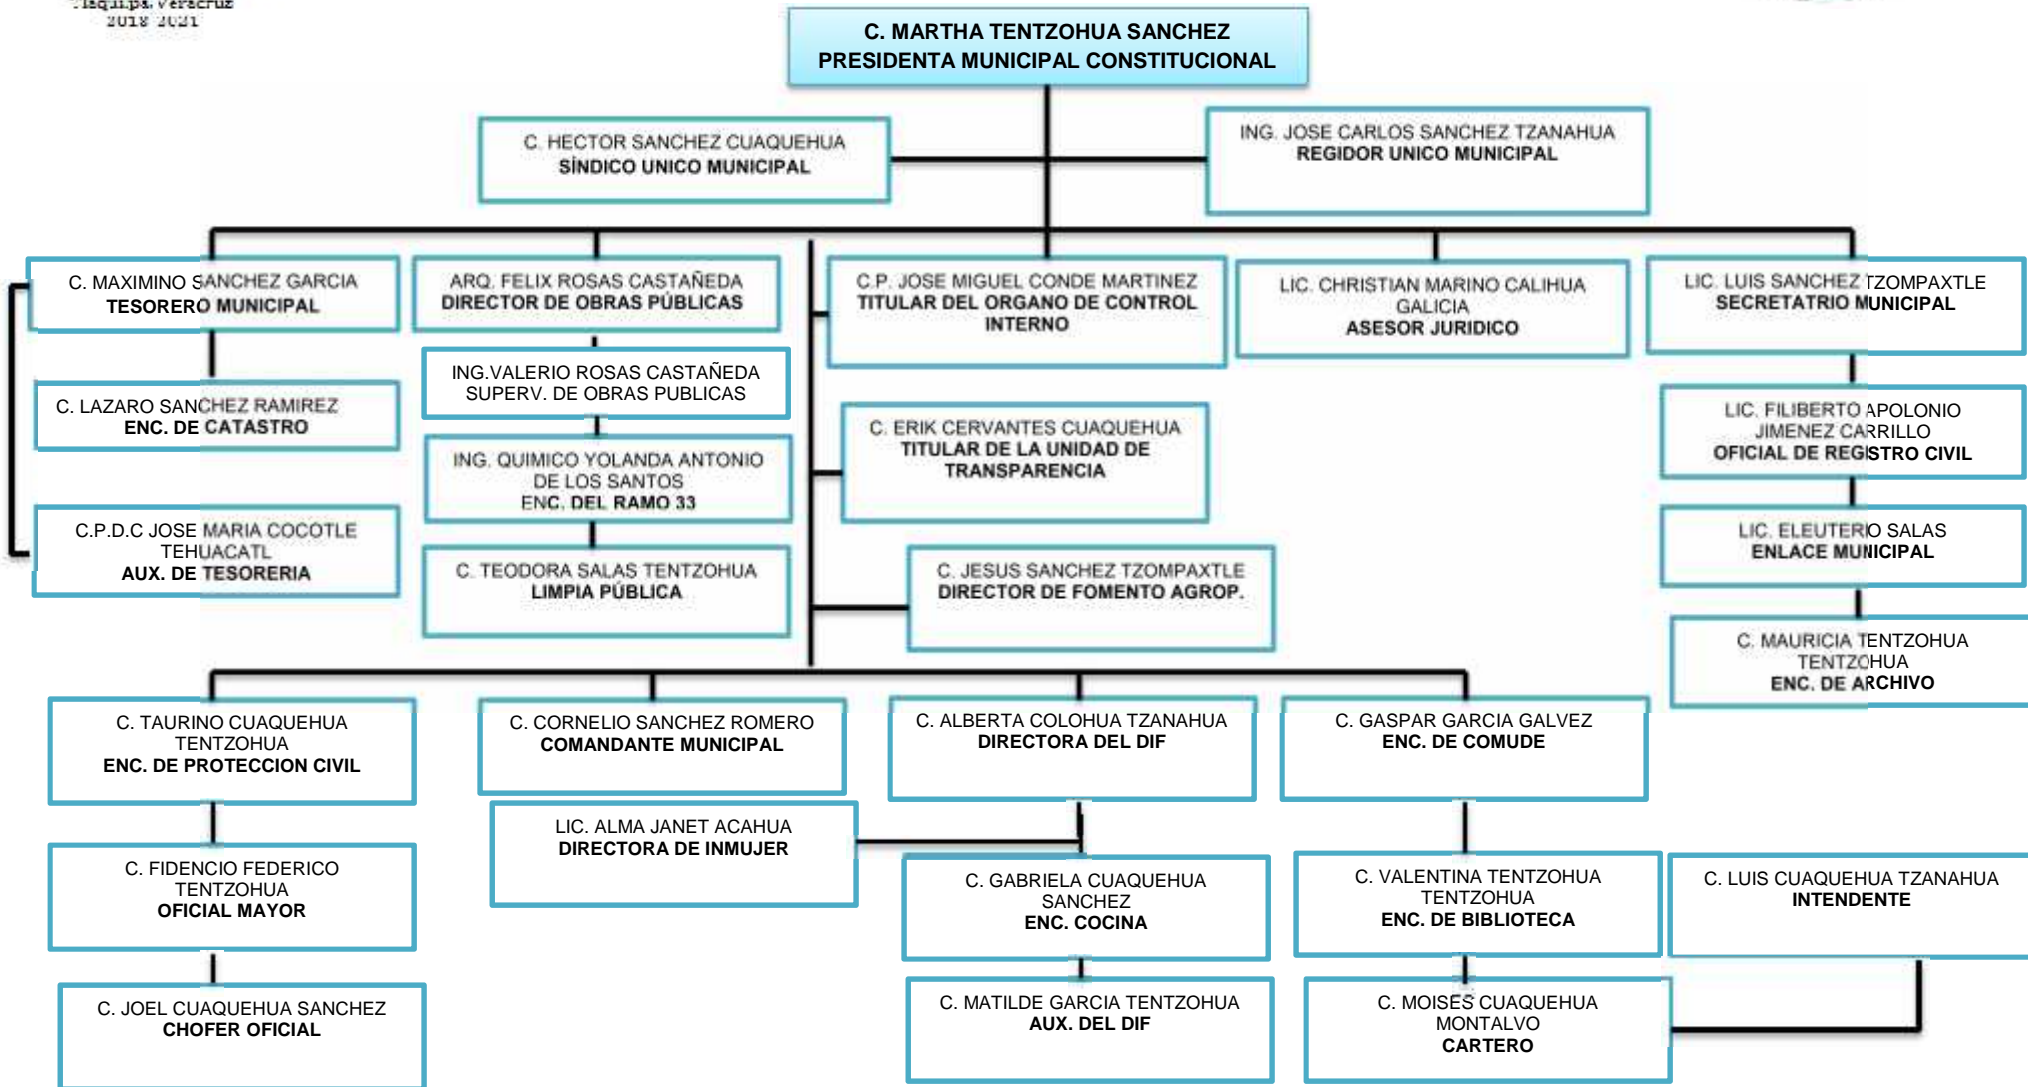 Tlaquilpa, Veracruz
2018-2021
C. MARTHA TENTZOHUA SANCHEZ
PRESIDENTA MUNICIPAL CONSTITUCIONAL
C. HECTOR SANCHEZ CUAQUEHUA
SÍNDICO UNICO MUNICIPAL
ING. JOSE CARLOS SANCHEZ TZANAHUA
REGIDOR UNICO MUNICIPAL
C. MAXIMINO SANCHEZ GARCIA
TESORERO MUNICIPAL
ARQ. FELIX ROSAS CASTAÑEDA
DIRECTOR DE OBRAS PÚBLICAS
C.P. JOSE MIGUEL CONDE MARTINEZ
TITULAR DEL ORGANO DE CONTROL
INTERNO
LIC. CHRISTIAN MARINO CALIHUA
GALICIA
ASESOR JURIDICO
LIC. LUIS SANCHEZ TZOMPAXTLE
SECRETATRIO MUNICIPAL
ING.VALERIO ROSAS CASTAÑEDA
SUPERV. DE OBRAS PUBLICAS
C. LAZARO SANCHEZ RAMIREZ
ENC. DE CATASTRO
C. ERIK CERVANTES CUAQUEHUA
TITULAR DE LA UNIDAD DE
TRANSPARENCIA
LIC. FILIBERTO APOLONIO
JIMENEZ CARRILLO
OFICIAL DE REGISTRO CIVIL
ING. QUIMICO YOLANDA ANTONIO
DE LOS SANTOS
ENC. DEL RAMO 33
C.P.D.C JOSE MARIA COCOTLE
TEHUACATL
AUX. DE TESORERIA
LIC. ELEUTERIO SALAS
ENLACE MUNICIPAL
C. TEODORA SALAS TENTZOHUA
LIMPIA PÚBLICA
C. JESUS SANCHEZ TZOMPAXTLE
DIRECTOR DE FOMENTO AGROP.
C. MAURICIA TENTZOHUA
TENTZOHUA
ENC. DE ARCHIVO
C. TAURINO CUAQUEHUA
TENTZOHUA
ENC. DE PROTECCION CIVIL
C. CORNELIO SANCHEZ ROMERO
COMANDANTE MUNICIPAL
C. ALBERTA COLOHUA TZANAHUA
DIRECTORA DEL DIF
C. GASPAR GARCIA GALVEZ
ENC. DE COMUDE
LIC. ALMA JANET ACAHUA
DIRECTORA DE INMUJER
C. FIDENCIO FEDERICO
TENTZOHUA
OFICIAL MAYOR
C. GABRIELA CUAQUEHUA
SANCHEZ
ENC. COCINA
C. VALENTINA TENTZOHUA
TENTZOHUA
ENC. DE BIBLIOTECA
C. LUIS CUAQUEHUA TZANAHUA
INTENDENTE
C. JOEL CUAQUEHUA SANCHEZ
CHOFER OFICIAL
C. MATILDE GARCIA TENTZOHUA
AUX. DEL DIF
C. MOISES CUAQUEHUA
MONTALVO
CARTERO